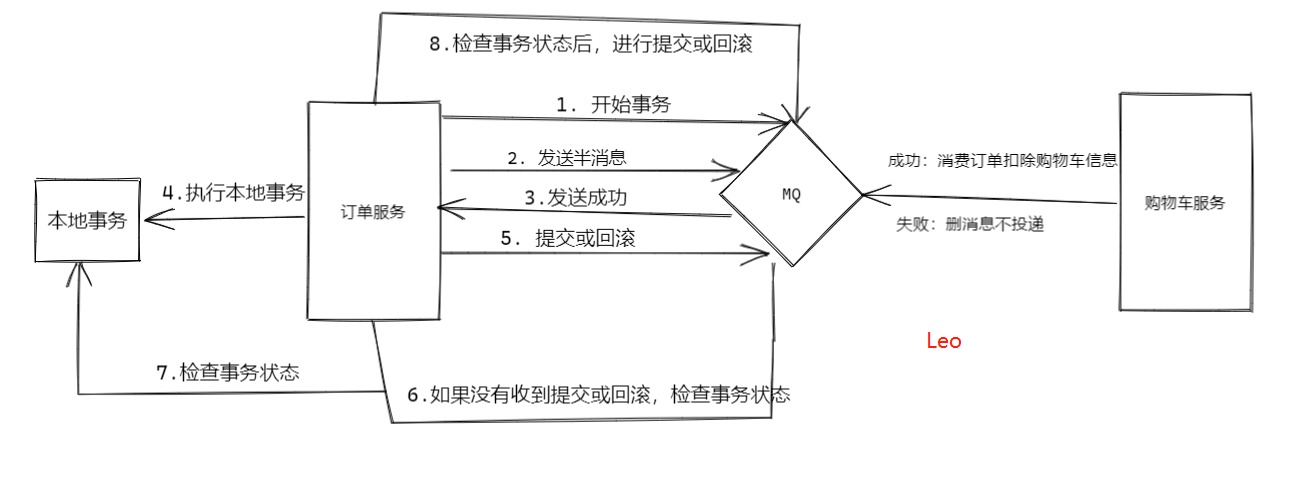 8.检查事务状态后，进行提交或回滚
1. 开始事务
2. 发送半消息
成功：消费订单扣除购物车信息
4.执行本地事务
3.发送成功
MQ
本地事务
订单服务
购物车服务
失败：删消息不投递
5. 提交或回滚
Leo
7.检查事务状态
6.如果没有收到提交或回滚，检查事务状态